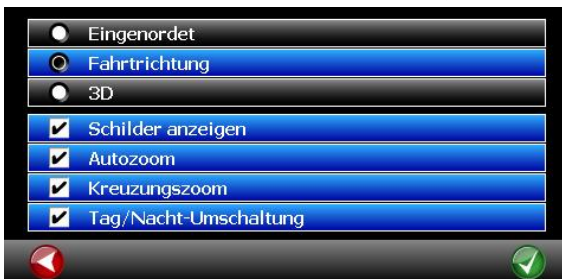 Eingenordet
Fahrtrichtung
3D
Schilder anzeigen
Autozoom
Kreuzungszoom
Tag/Nacht-Umschaltung